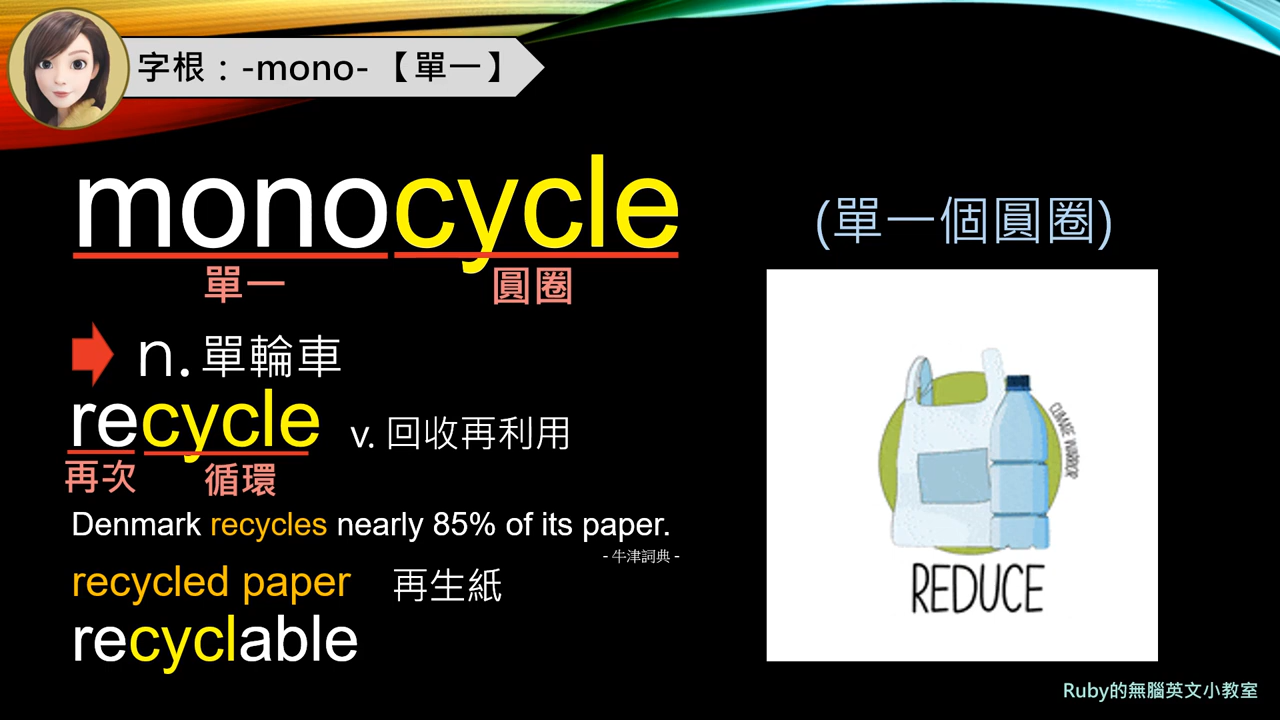 字根：-mono- 【單一】
monocycle
(單一個圓圈)
單一 圓圈
n. 單輪車
recycle v. 回收再利用
再次 循環
CLIMATE WARRIOR
Denmark recycles nearly 85% of its paper.
- 牛津詞典 -
recycled paper 再生紙
REDUCE
recyclable
Ruby的無腦英文小教室